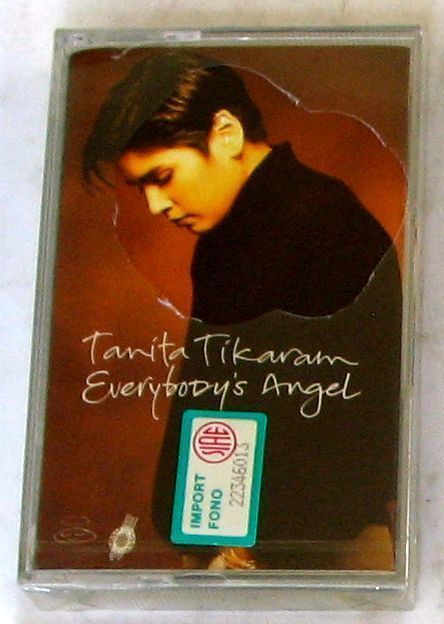 Tanita Tikaram
Everybody's Angel
IMPORT
FONO
SIAE
22346013